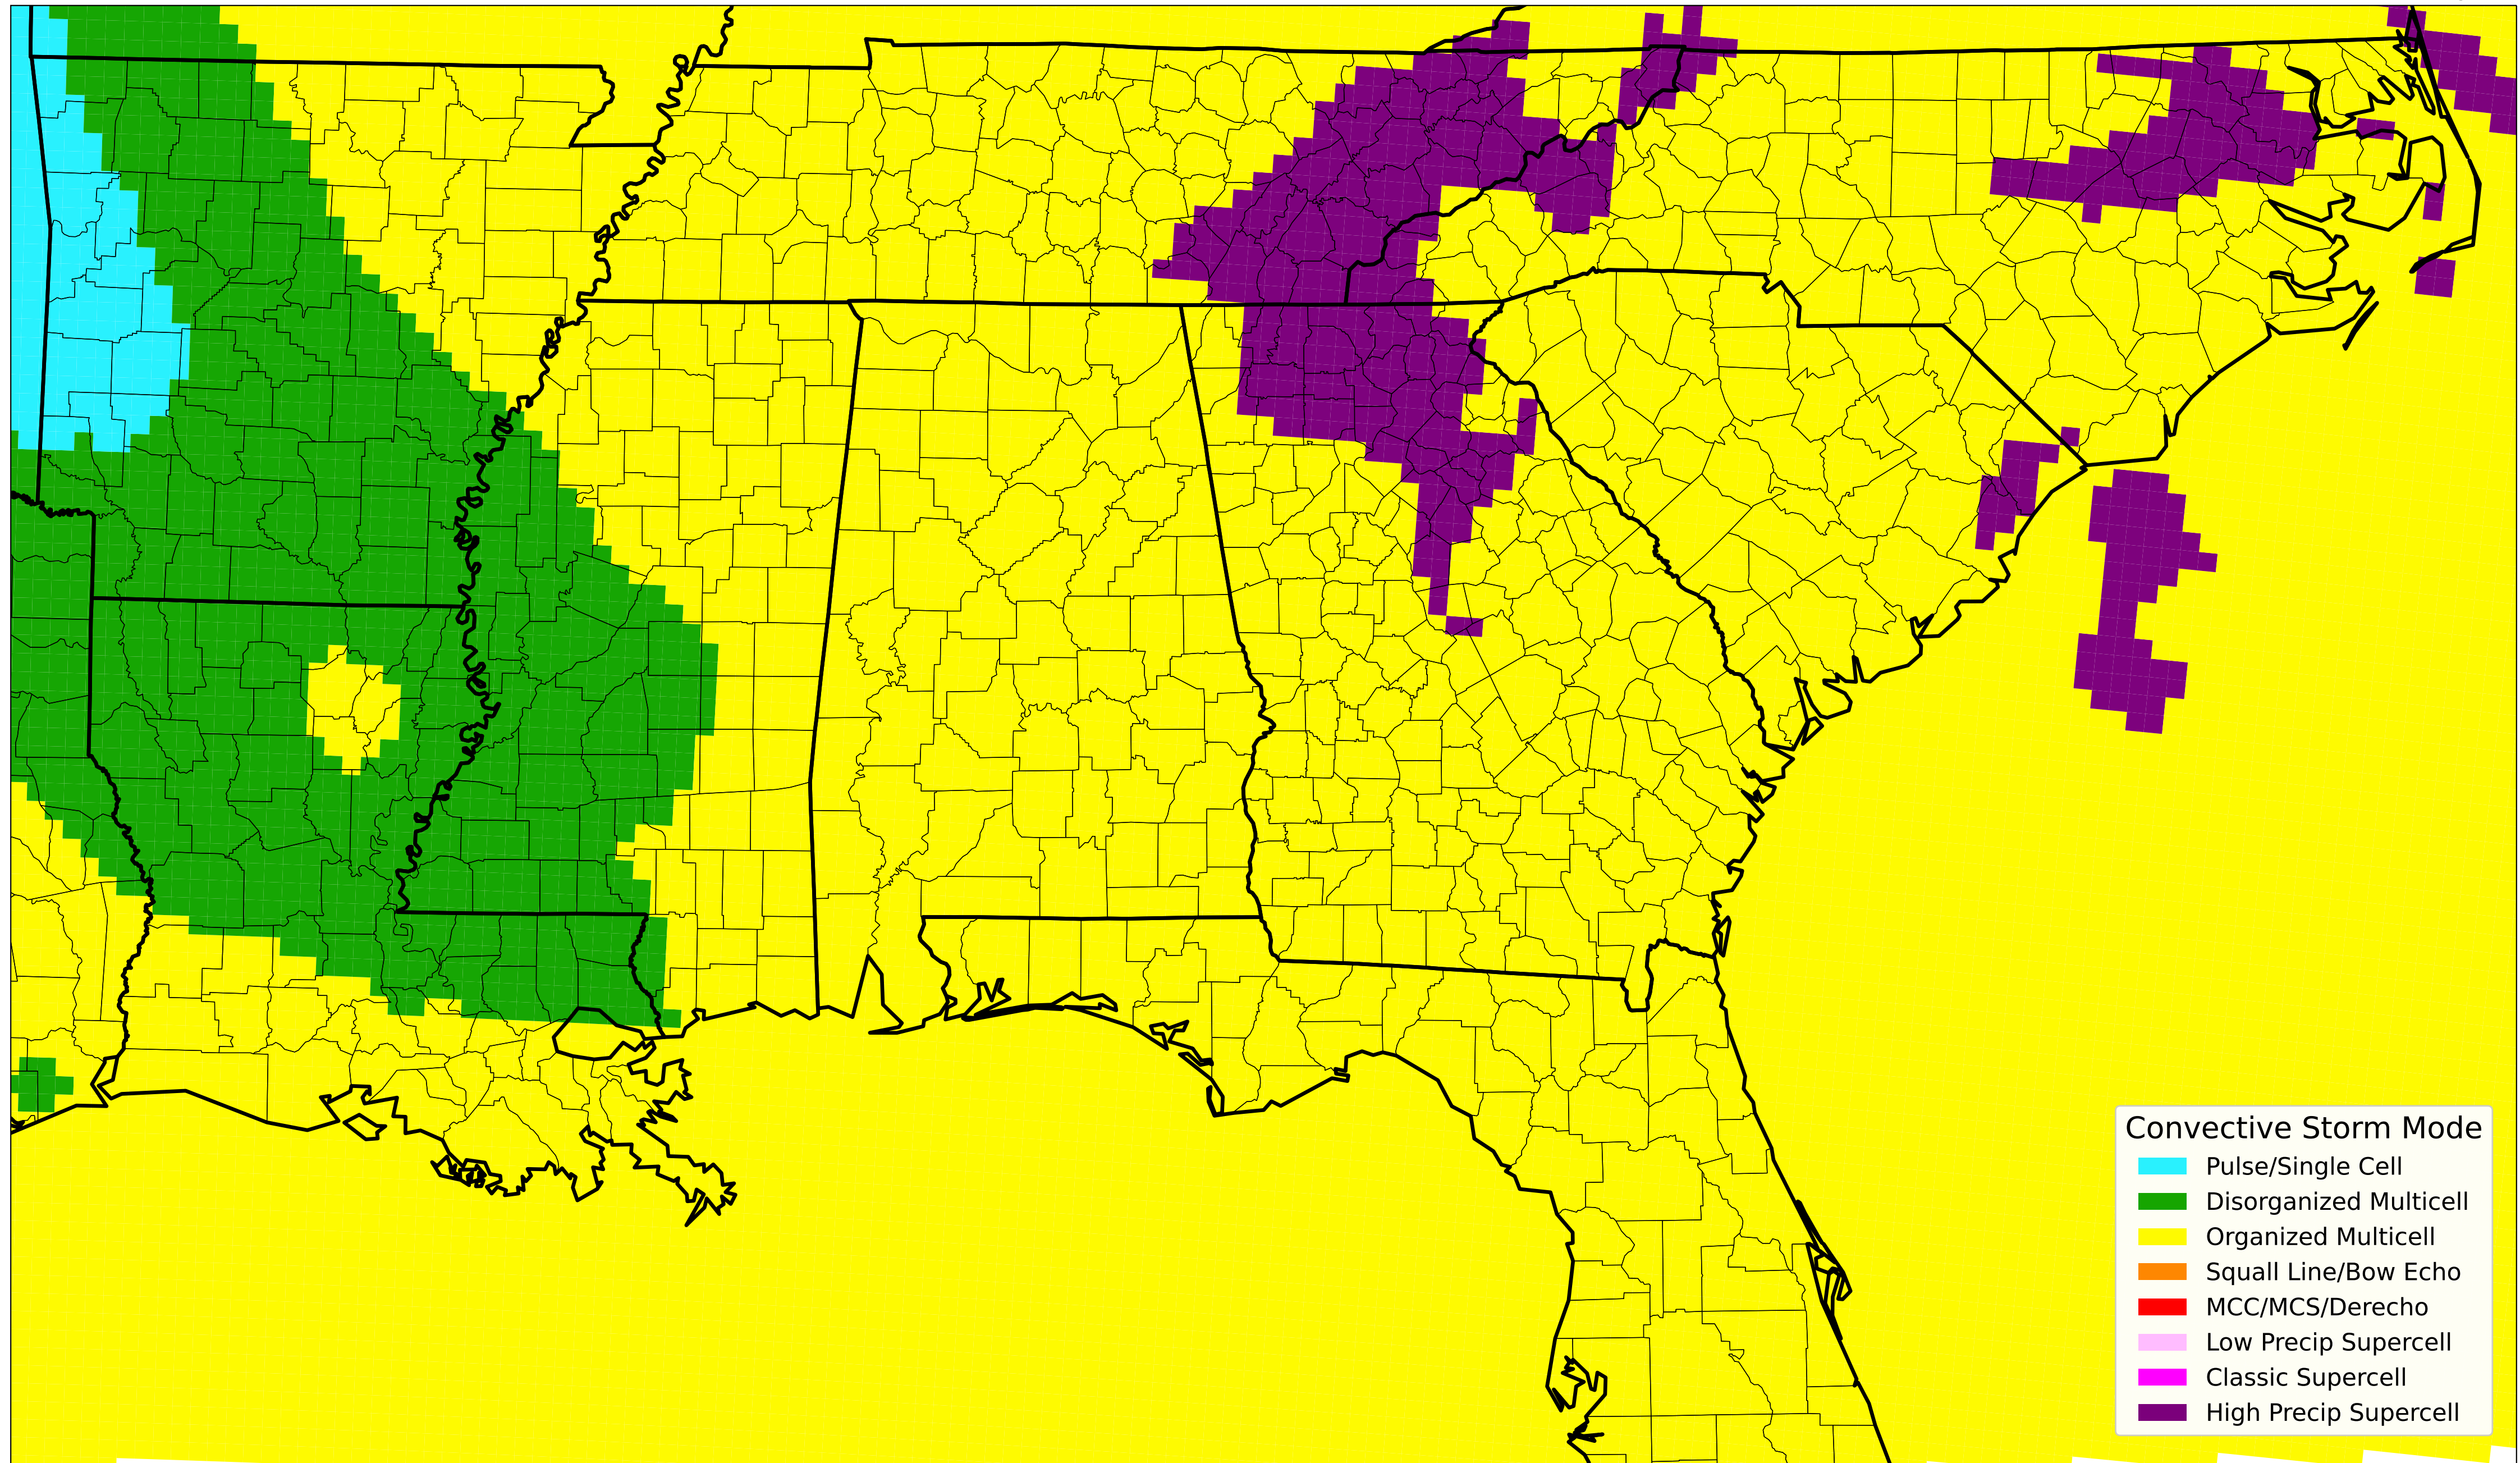 Convective Storm Mode
Pulse/Single Cell
Disorganized Multicell
Organized Multicell
Squall Line/Bow Echo
MCC/MCS/Derecho
Low Precip Supercell
Classic Supercell
High Precip Supercell